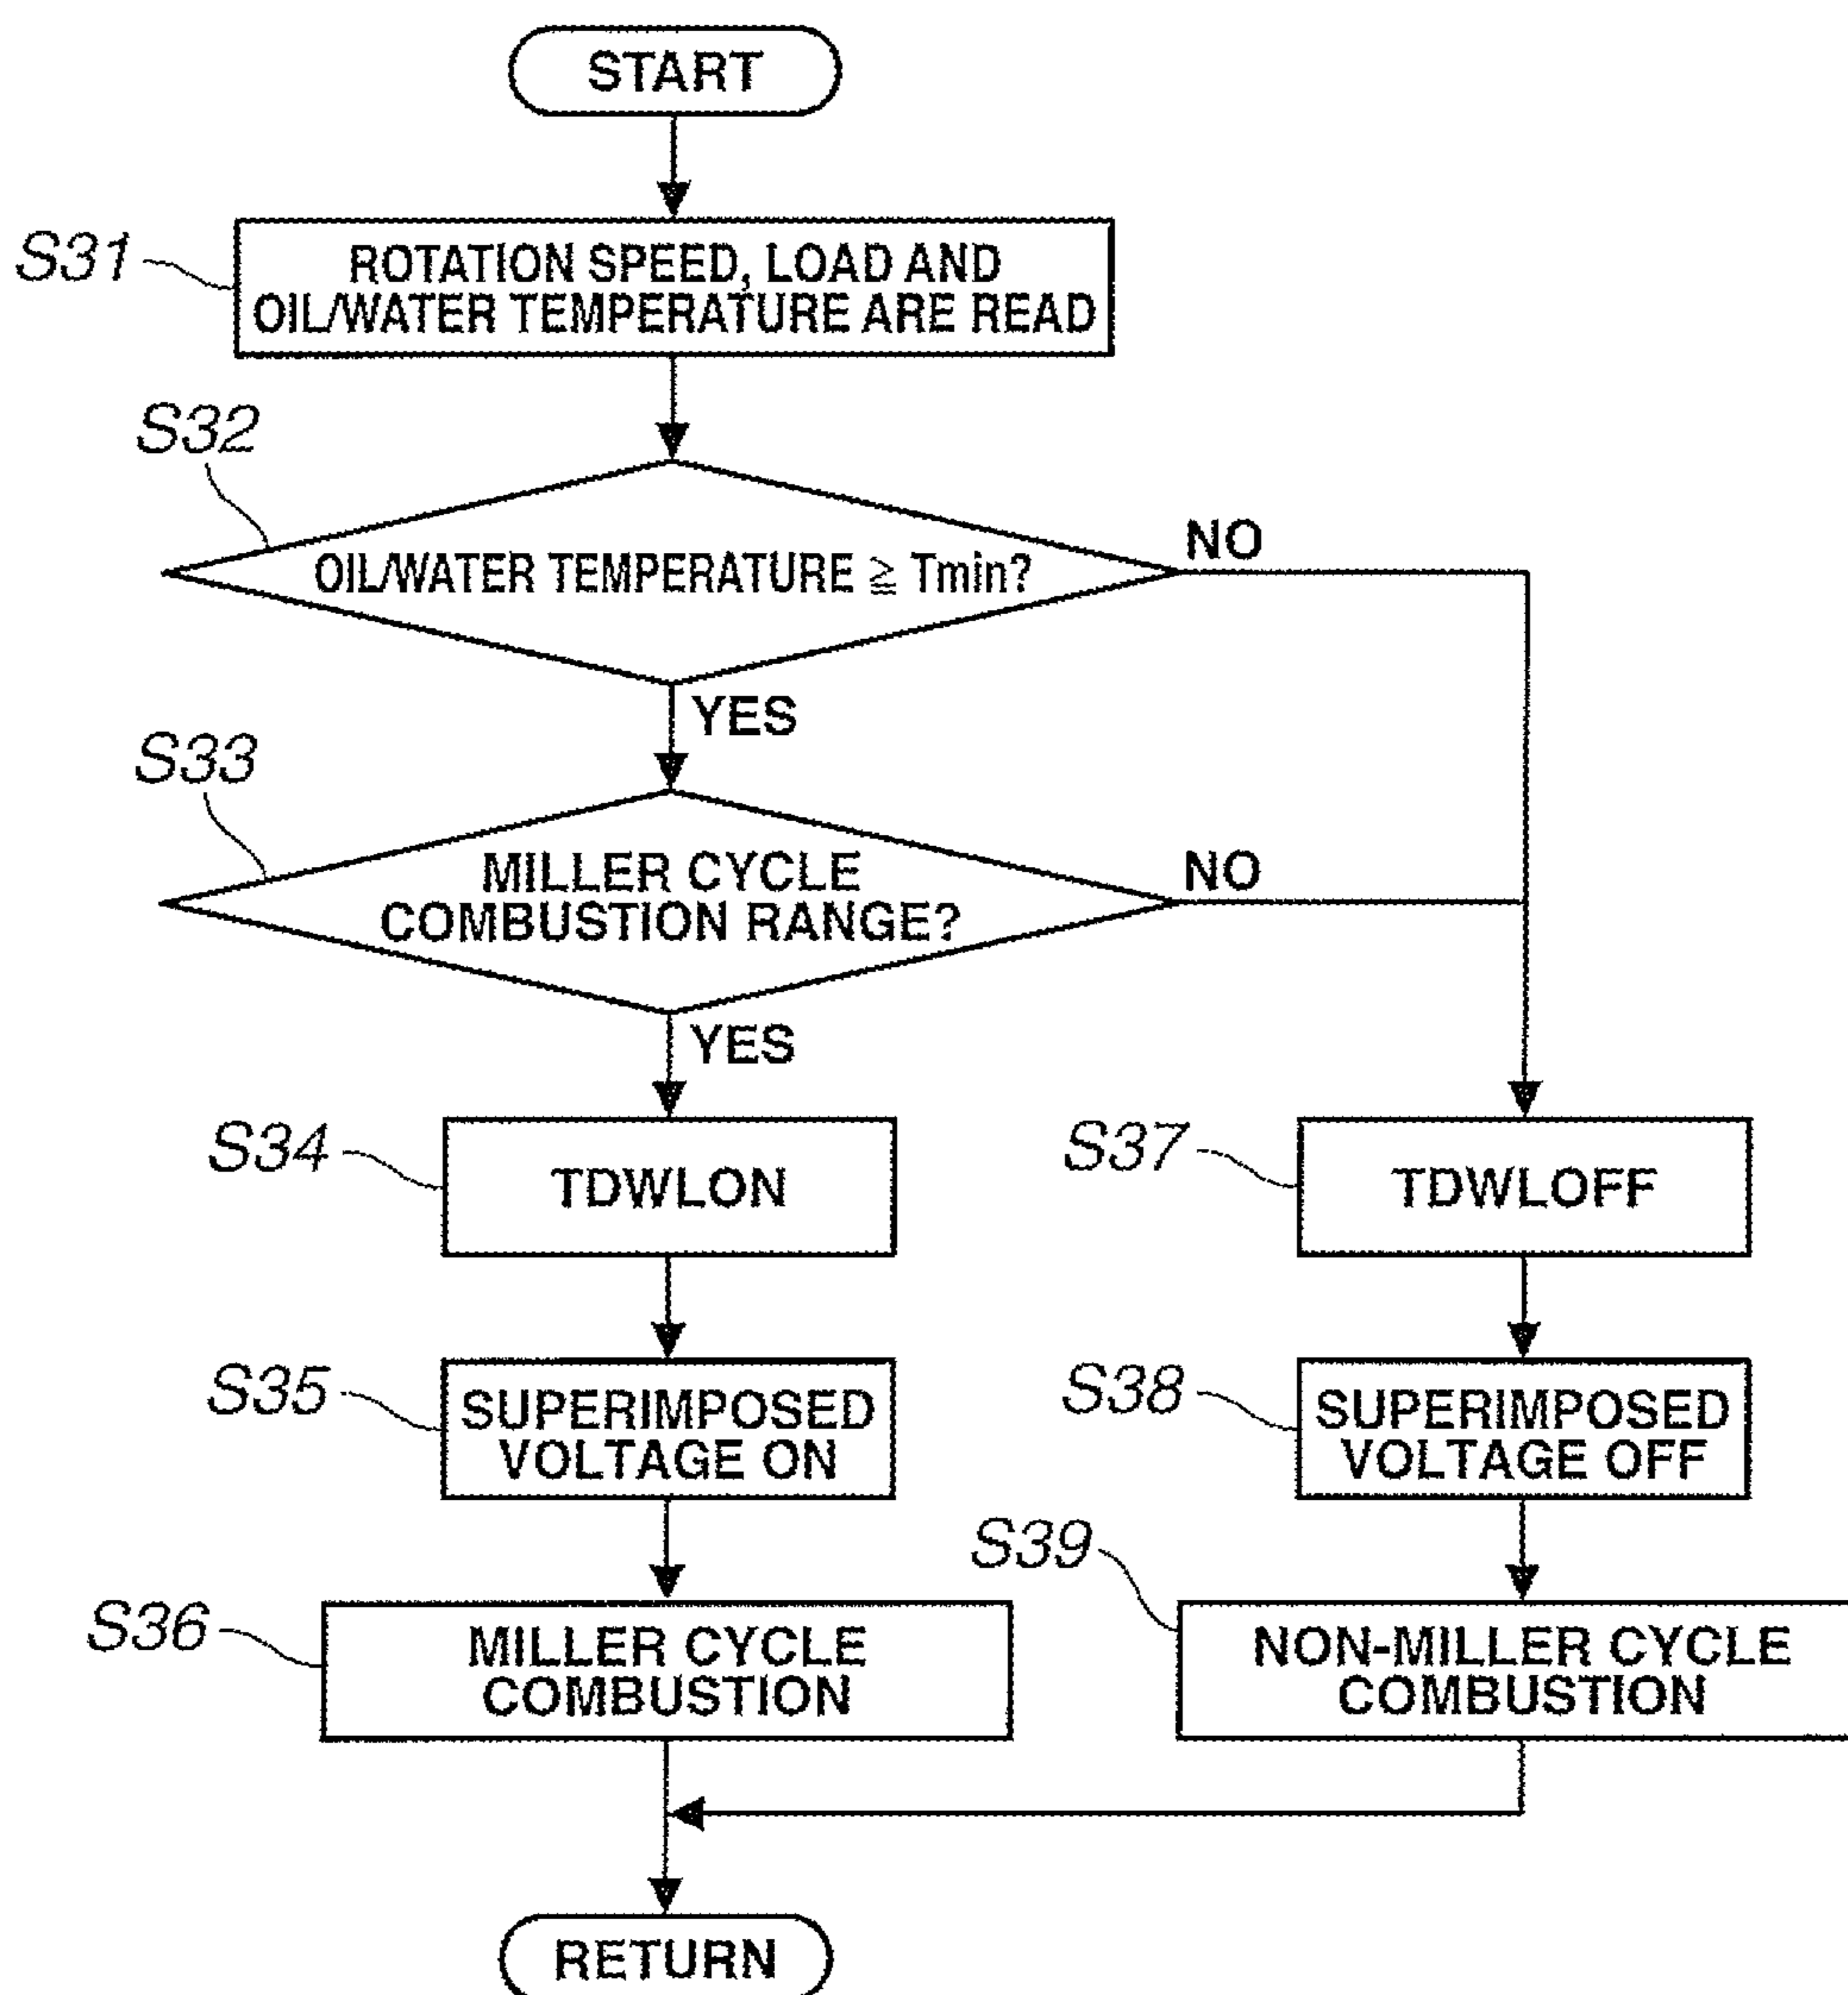 START
S31
ROTATION SPEED, LOAD AND
OIL/WATER TEMPERATURE ARE READ
S32
OIL/WATER TEMPERATURE ≧ Tmin?
NO
YES
S33
MILLER CYCLE
COMBUSTION RANGE?
NO
YES
S34
TDWLON
S37
TDWLOFF
S35
SUPERIMPOSED
VOLTAGE ON
S38
SUPERIMPOSED
VOLTAGE OFF
S36
MILLER CYCLE
COMBUSTION
S39
NON-MILLER CYCLE
COMBUSTION
RETURN